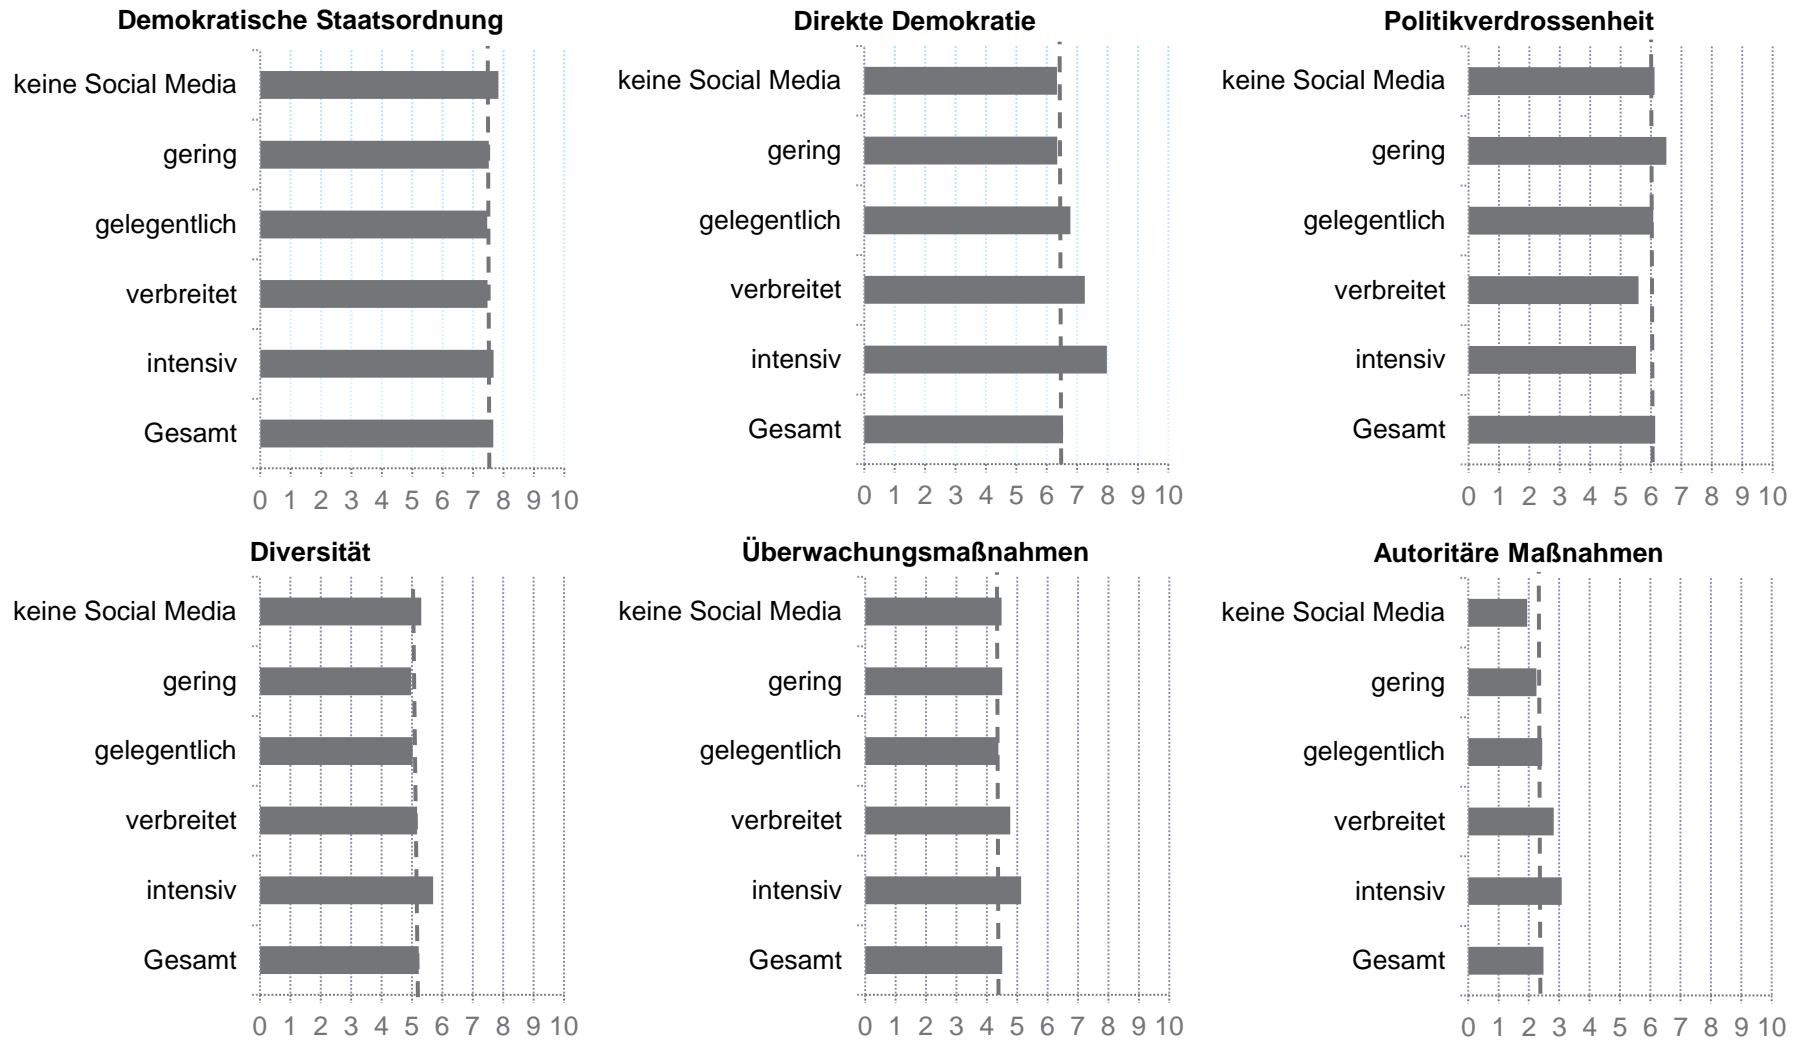 Demokratische Staatsordnung
keine Social Media
gering
gelegentlich
verbreitet
intensiv
Gesamt
0 1 2 3 4 5 6 7 8 9 10
Direkte Demokratie
keine Social Media
gering
gelegentlich
verbreitet
intensiv
Gesamt
0 1 2 3 4 5 6 7 8 9 10
Politikverdrossenheit
keine Social Media
gering
gelegentlich
verbreitet
intensiv
Gesamt
0 1 2 3 4 5 6 7 8 9 10
Diversität
keine Social Media
gering
gelegentlich
verbreitet
intensiv
Gesamt
0 1 2 3 4 5 6 7 8 9 10
Überwachungsmaßnahmen
keine Social Media
gering
gelegentlich
verbreitet
intensiv
Gesamt
0 1 2 3 4 5 6 7 8 9 10
Autoritäre Maßnahmen
keine Social Media
gering
gelegentlich
verbreitet
intensiv
Gesamt
0 1 2 3 4 5 6 7 8 9 10